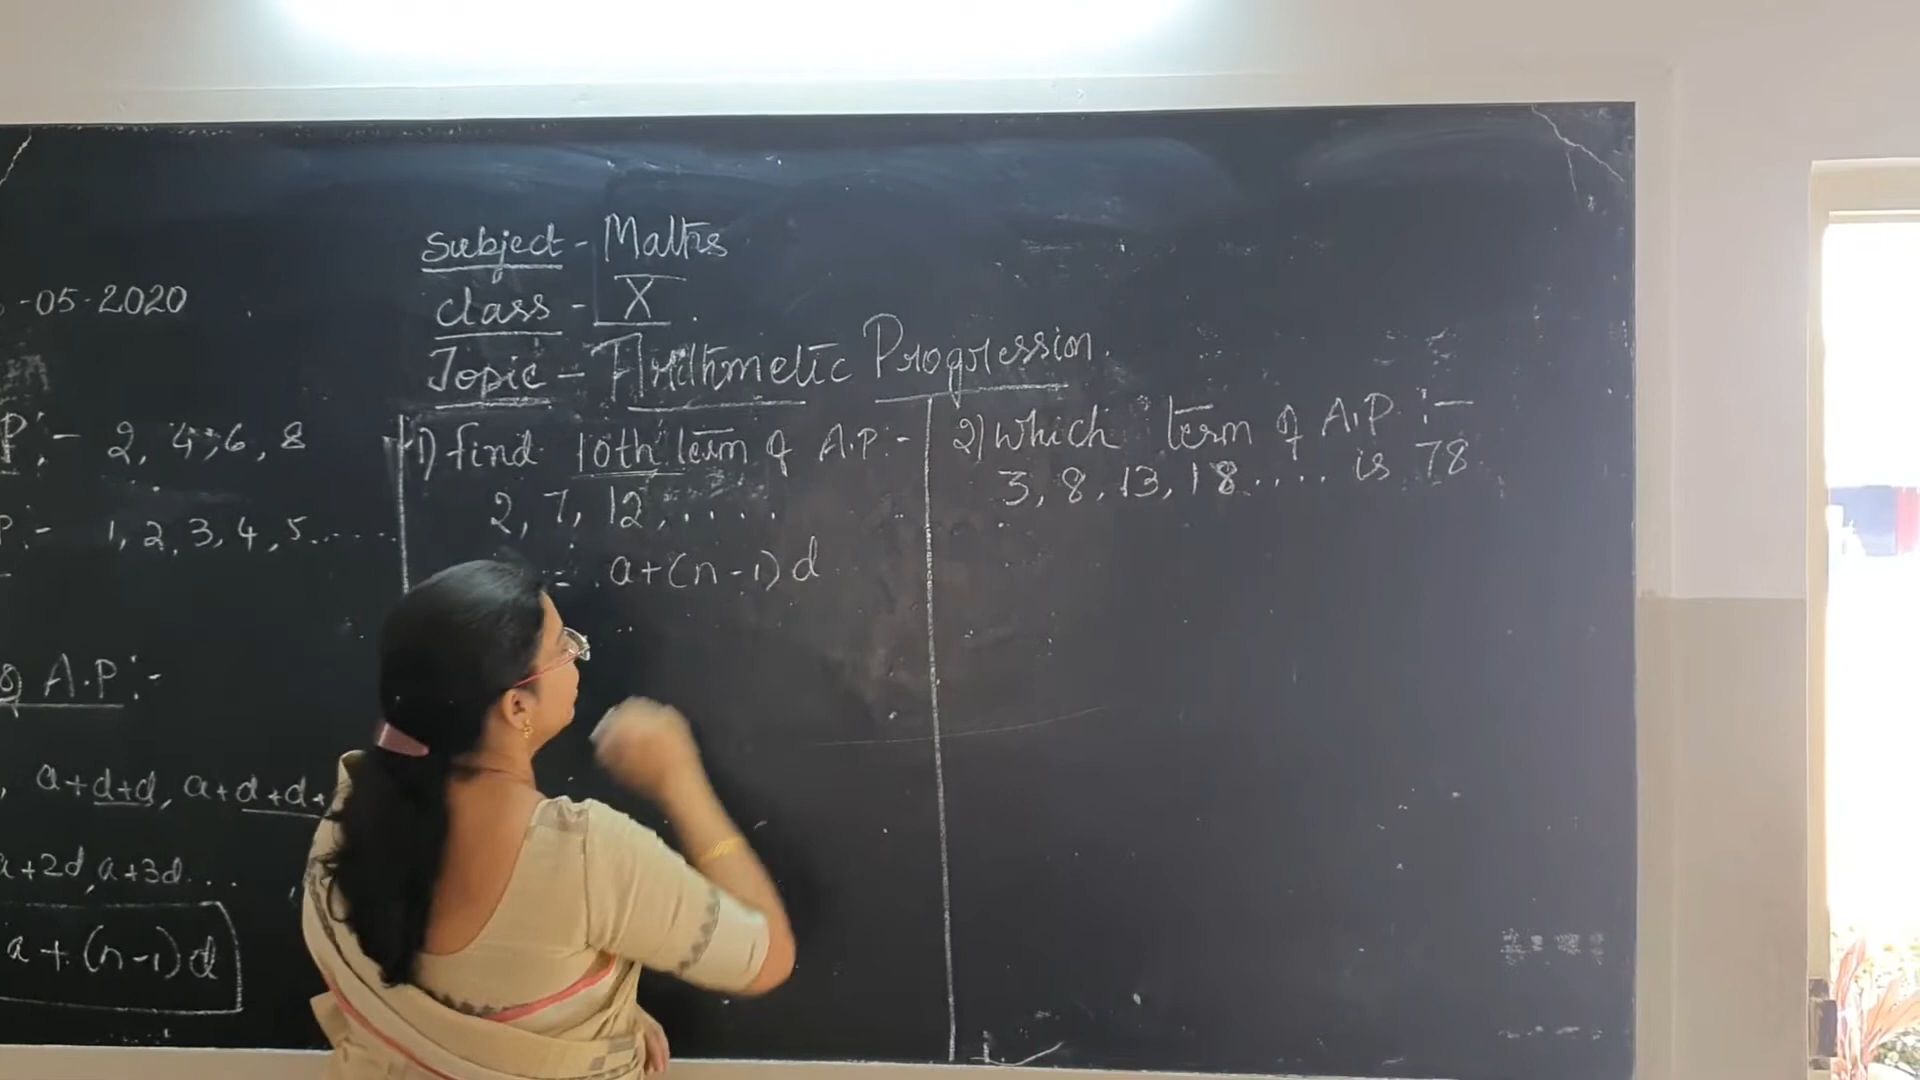 -05-2020
P:- 2, 4, 6, 8
P:- 1, 2, 3, 4, 5......
A.P:-
, a+d+d, a+d+d+
a+2d, a+3d...
a + (n-1)d
Subject - Maths
class - X
Topic - Arithmetic Progression.
1) find 10th term of A.P:-
2, 7, 12, ....
= a+(n-1)d
2) Which term of A.P :-
3, 8, 13, 18.... is 78